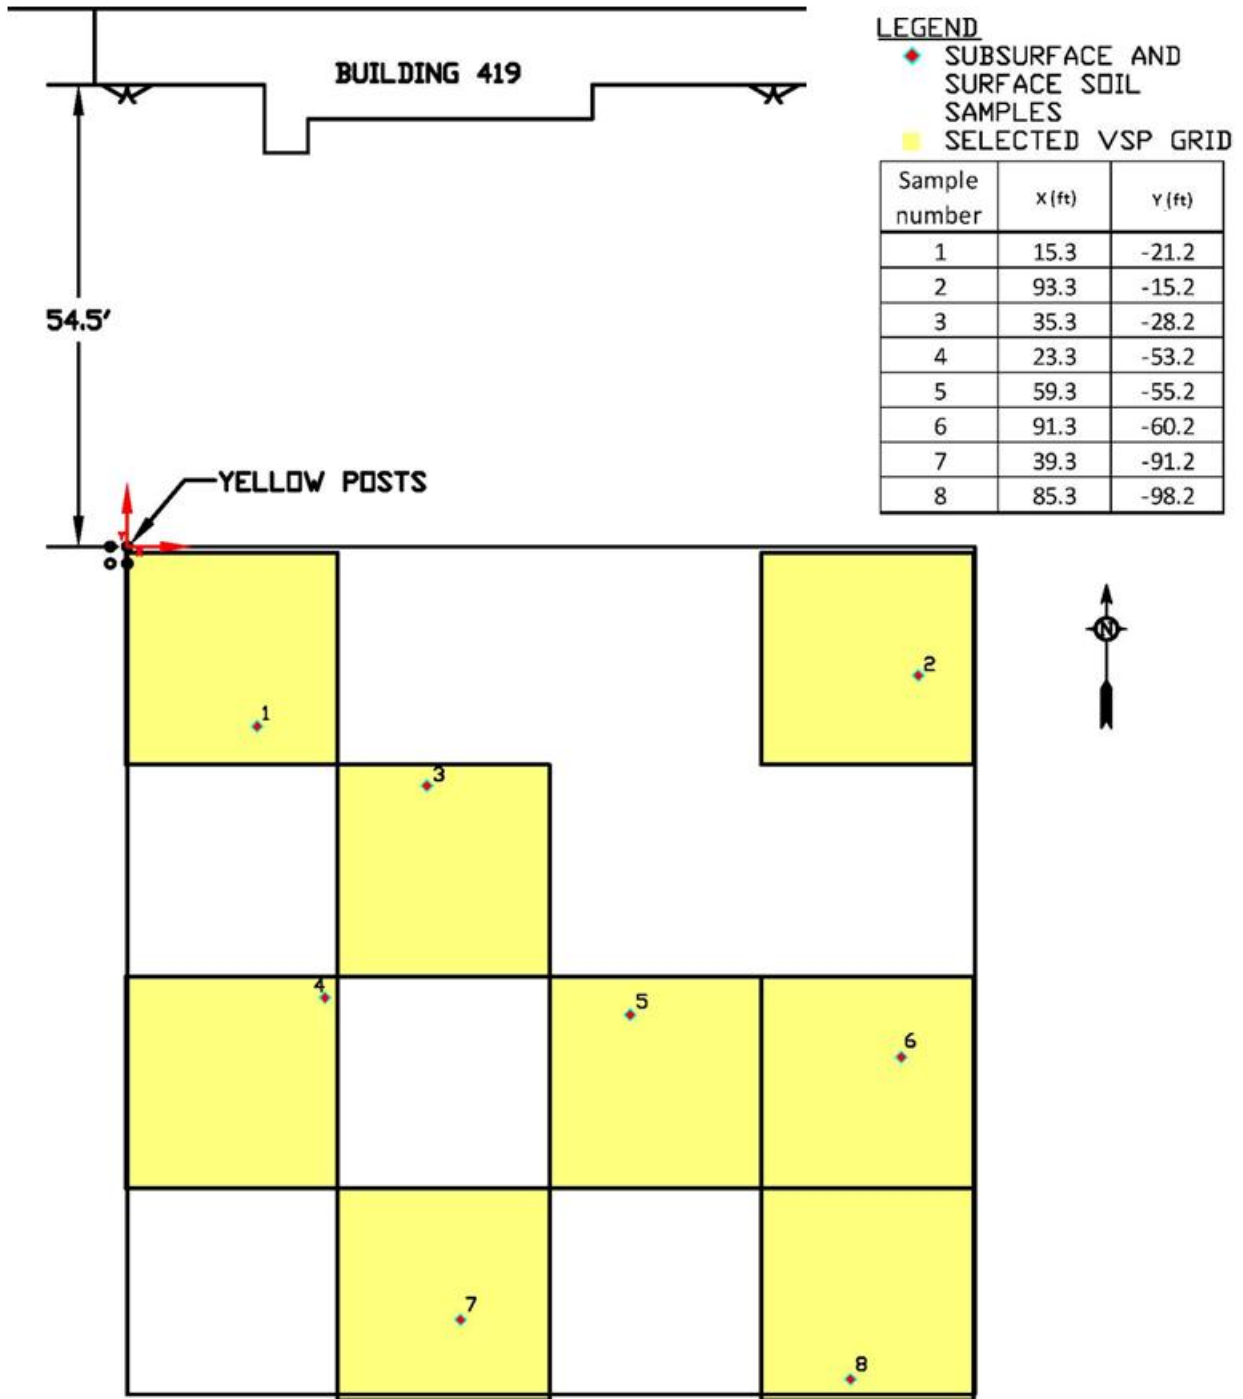 BUILDING 419
LEGEND
SUBSURFACE AND
SURFACE SOIL
SAMPLES
SELECTED VSP GRID
Sample number X (ft) Y (ft)
1 15.3 -21.2
2 93.3 -15.2
3 35.3 -28.2
4 23.3 -53.2
5 59.3 -55.2
6 91.3 -60.2
7 39.3 -91.2
8 85.3 -98.2
54.5'
YELLOW POSTS
Y
X
N
1
2
3
4
5
6
7
8